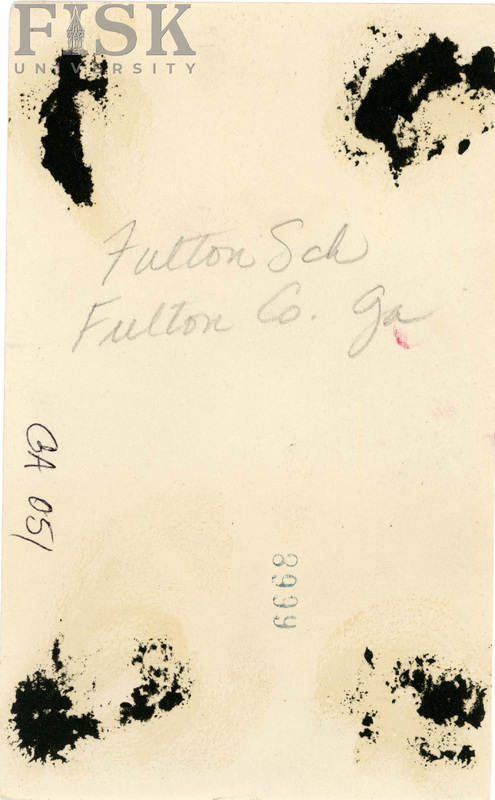 FISK
UNIVERSITY
Fulton Sch
Fulton Co. Ga
GA 051
8999